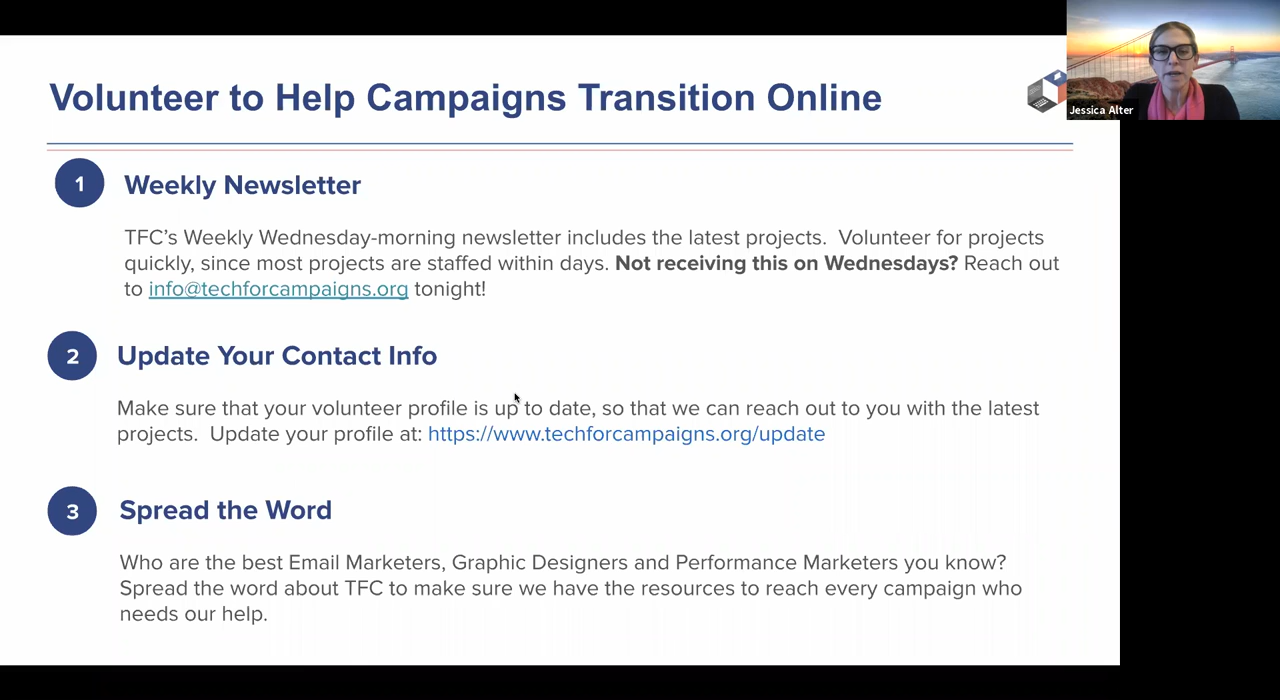 Volunteer to Help Campaigns Transition Online
Jessica Alter
1
Weekly Newsletter
TFC’s Weekly Wednesday-morning newsletter includes the latest projects.  Volunteer for projects
quickly, since most projects are staffed within days. Not receiving this on Wednesdays? Reach out
to info@techforcampaigns.org tonight!
2
Update Your Contact Info
Make sure that your volunteer profile is up to date, so that we can reach out to you with the latest
projects.  Update your profile at: https://www.techforcampaigns.org/update
3
Spread the Word
Who are the best Email Marketers, Graphic Designers and Performance Marketers you know?
Spread the word about TFC to make sure we have the resources to reach every campaign who
needs our help.